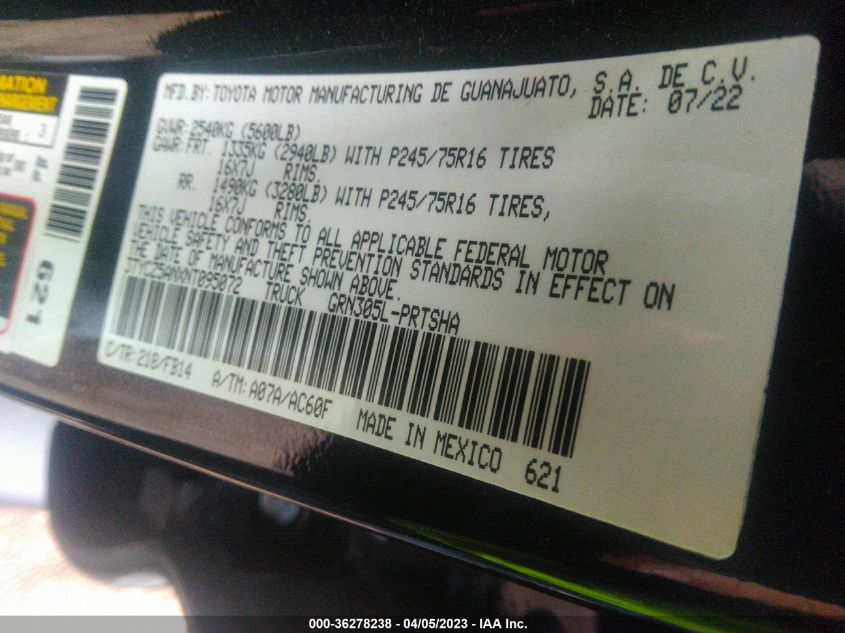 MFD.BY:TOYOTA MOTOR MANUFACTURING DE GUANAJUATO, S.A. DE C.V.
DATE: 07/22
GVWR:2540KG (5600LB)
GAWR:FRT. 1335KG (2940LB) WITH P245/75R16 TIRES
16X7J RIMS,
RR. 1490KG (3280LB) WITH P245/75R16 TIRES,
16X7J RIMS,
THIS VEHICLE CONFORMS TO ALL APPLICABLE FEDERAL MOTOR
VEHICLE SAFETY AND THEFT PREVENTION STANDARDS IN EFFECT ON
THE DATE OF MANUFACTURE SHOWN ABOVE.
3TYCZ5ANXNT095072 TRUCK GRN305L-PRTSHA
C/TR:218/FB14
A/TM:A07A/AC60F
MADE IN MEXICO 621
621
000-36278238 - 04/05/2023 - IAA Inc.